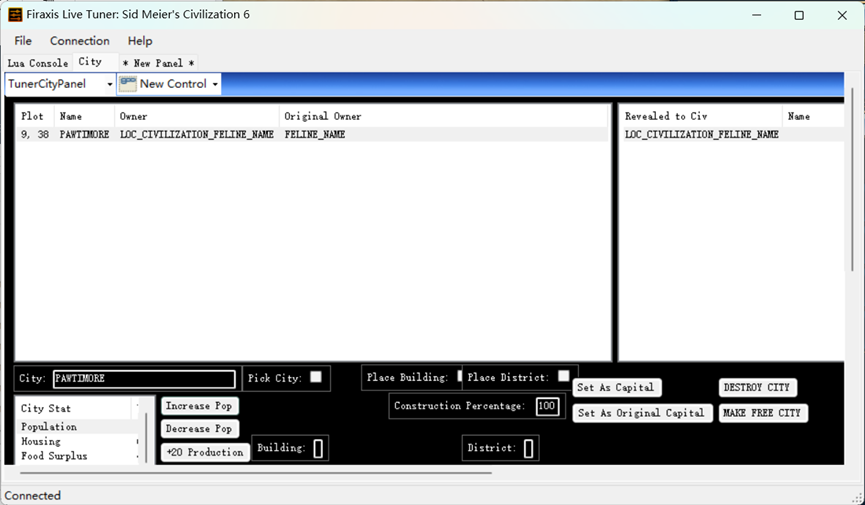 Firaxis Live Tuner: Sid Meier's Civilization 6
File Connection Help
Lua Console City * New Panel *
TunerCityPanel New Control
Plot Name Owner Original Owner Revealed to Civ Name
9, 38 PAWTIMORE LOC_CIVILIZATION_FELINE_NAME FELINE_NAME LOC_CIVILIZATION_FELINE_NAME
City: PAWTIMORE Pick City: Place Building: Place District:
Set As Capital DESTROY CITY
City Stat Increase Pop Construction Percentage: 100 Set As Original Capital MAKE FREE CITY
Population Decrease Pop
Housing
Food Surplus +20 Production Building: District:
Connected